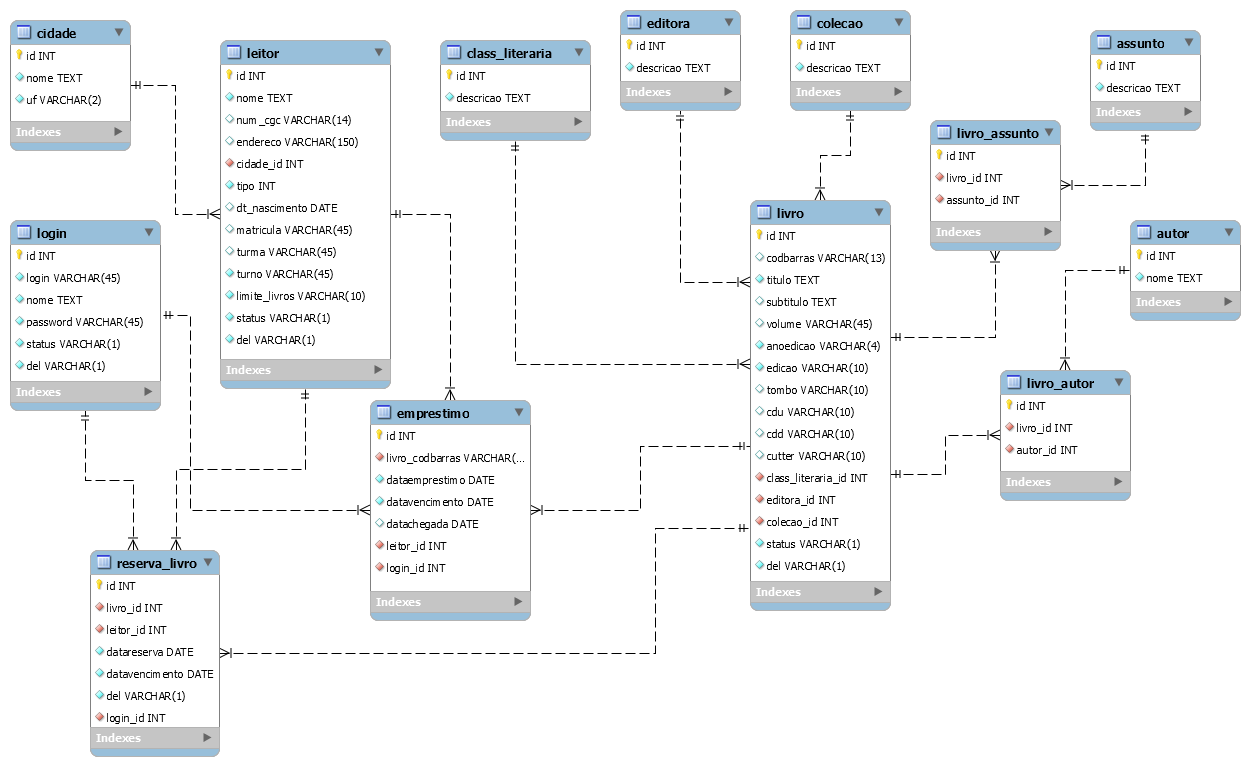 cidade
id INT
nome TEXT
uf VARCHAR(2)
Indexes
leitor
id INT
nome TEXT
num_cgc VARCHAR(14)
endereco VARCHAR(150)
cidade_id INT
tipo INT
dt_nascimento DATE
matricula VARCHAR(45)
turma VARCHAR(45)
turno VARCHAR(45)
limite_livros VARCHAR(10)
status VARCHAR(1)
del VARCHAR(1)
Indexes
class_literaria
id INT
descricao TEXT
Indexes
editora
id INT
descricao TEXT
Indexes
colecao
id INT
descricao TEXT
Indexes
assunto
id INT
descricao TEXT
Indexes
livro_assunto
id INT
livro_id INT
assunto_id INT
Indexes
login
id INT
login VARCHAR(45)
nome TEXT
password VARCHAR(45)
status VARCHAR(1)
del VARCHAR(1)
Indexes
livro
id INT
codbarras VARCHAR(13)
titulo TEXT
subtitulo TEXT
volume VARCHAR(45)
anoedicao VARCHAR(4)
edicao VARCHAR(10)
tombo VARCHAR(10)
cdu VARCHAR(10)
cdd VARCHAR(10)
cutter VARCHAR(10)
class_literaria_id INT
editora_id INT
colecao_id INT
status VARCHAR(1)
del VARCHAR(1)
Indexes
autor
id INT
nome TEXT
Indexes
livro_autor
id INT
livro_id INT
autor_id INT
Indexes
emprestimo
id INT
livro_codbarras VARCHAR(...
dataemprestimo DATE
datavencimento DATE
datachegada DATE
leitor_id INT
login_id INT
Indexes
reserva_livro
id INT
livro_id INT
leitor_id INT
datareserva DATE
datavencimento DATE
del VARCHAR(1)
login_id INT
Indexes